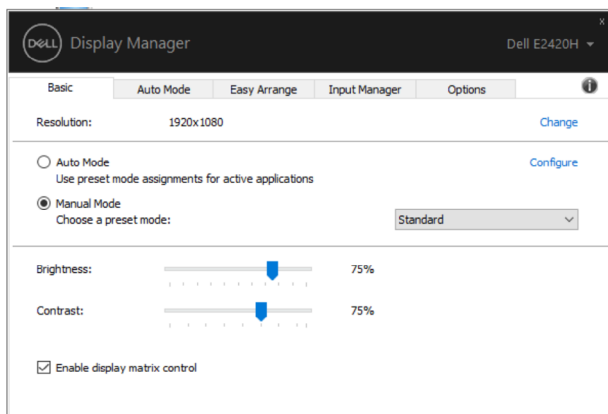 DELL Display Manager
Dell E2420H
Basic Auto Mode Easy Arrange Input Manager Options
Resolution: 1920x1080 Change
Auto Mode Configure
Use preset mode assignments for active applications
Manual Mode
Choose a preset mode: Standard
Brightness: 75%
Contrast: 75%
Enable display matrix control